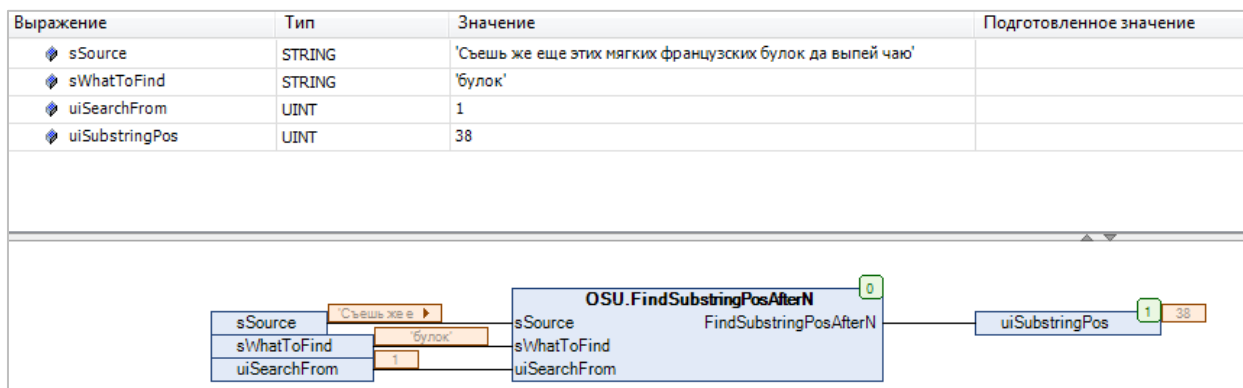 Выражение Тип Значение Подготовленное значение
sSource STRING 'Съешь же еще этих мягких французских булок да выпей чаю'
sWhatToFind STRING 'булок'
uiSearchFrom UINT 1
uiSubstringPos UINT 38
OSU.FindSubstringPosAfterN 0
sSource 'Съешь же е sSource FindSubstringPosAfterN uiSubstringPos 1 38
sWhatToFind 'булок' sWhatToFind
uiSearchFrom 1 uiSearchFrom